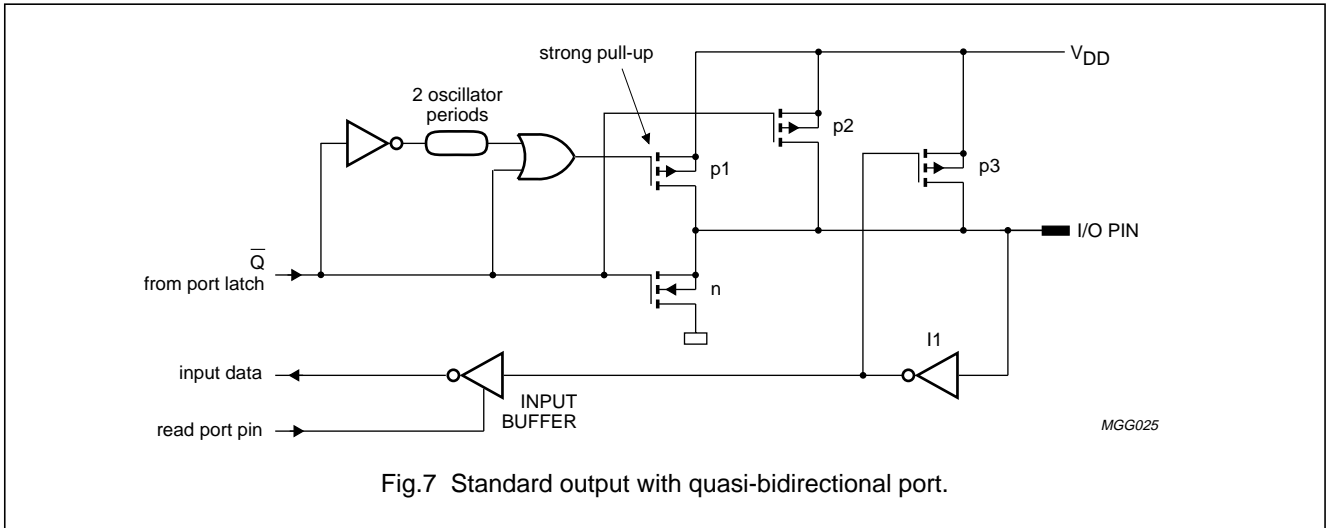 strong pull-up
VDD
2 oscillator
periods
p2
p1
p3
I/O PIN
Q
from port latch
n
I1
input data
INPUT
BUFFER
read port pin
MGG025
Fig.7 Standard output with quasi-bidirectional port.